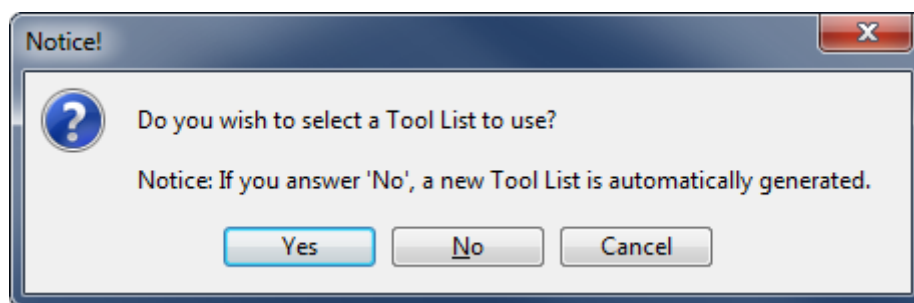 Notice!
Do you wish to select a Tool List to use?
Notice: If you answer 'No', a new Tool List is automatically generated.
Yes No Cancel